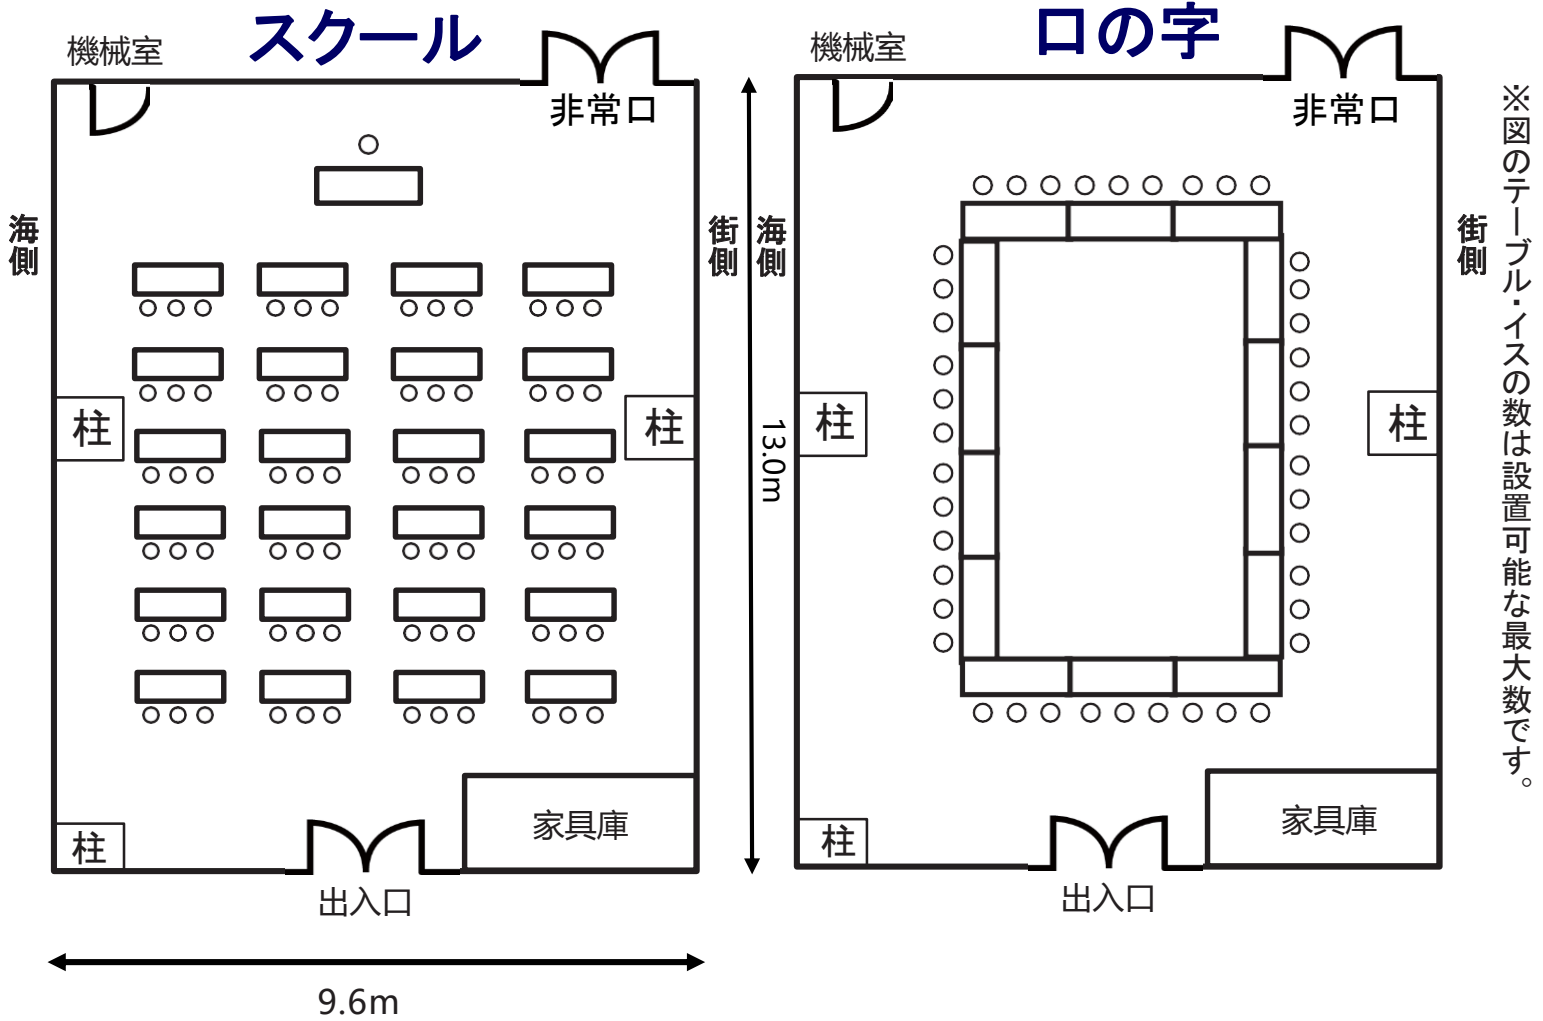 スクール
機械室
非常口
海側
街側
柱
柱
柱
家具庫
出入口
9.6m
13.0m
ロの字
機械室
非常口
海側
街側
柱
柱
柱
家具庫
出入口
※図のテーブル・イスの数は設置可能な最大数です。